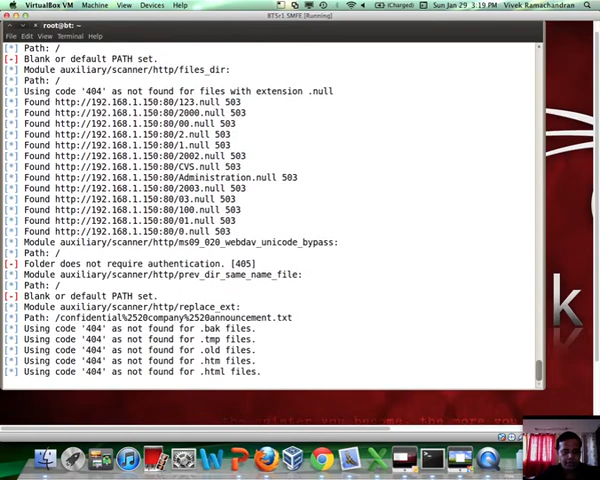 VirtualBox VM Machine View Devices Help (Charged) Sun Jan 29 3:19 PM Vivek Ramachandran
BT5r1 SMFE [Running]
root@bt: ~
File Edit View Terminal Help
[*] Path: /
[-] Blank or default PATH set.
[*] Module auxiliary/scanner/http/files_dir:
[*] Path: /
[*] Using code '404' as not found for files with extension .null
[*] Found http://192.168.1.150:80/123.null 503
[*] Found http://192.168.1.150:80/2000.null 503
[*] Found http://192.168.1.150:80/00.null 503
[*] Found http://192.168.1.150:80/2.null 503
[*] Found http://192.168.1.150:80/1.null 503
[*] Found http://192.168.1.150:80/2002.null 503
[*] Found http://192.168.1.150:80/CVS.null 503
[*] Found http://192.168.1.150:80/Administration.null 503
[*] Found http://192.168.1.150:80/2003.null 503
[*] Found http://192.168.1.150:80/03.null 503
[*] Found http://192.168.1.150:80/100.null 503
[*] Found http://192.168.1.150:80/01.null 503
[*] Found http://192.168.1.150:80/0.null 503
[*] Module auxiliary/scanner/http/ms09_020_webdav_unicode_bypass:
[*] Path: /
[-] Folder does not require authentication. [405]
[*] Module auxiliary/scanner/http/prev_dir_same_name_file:
[*] Path: /
[-] Blank or default PATH set.
[*] Module auxiliary/scanner/http/replace_ext:
[*] Path: /confidential%2520company%2520announcement.txt
[*] Using code '404' as not found for .bak files.
[*] Using code '404' as not found for .tmp files.
[*] Using code '404' as not found for .old files.
[*] Using code '404' as not found for .htm files.
[*] Using code '404' as not found for .html files.
k